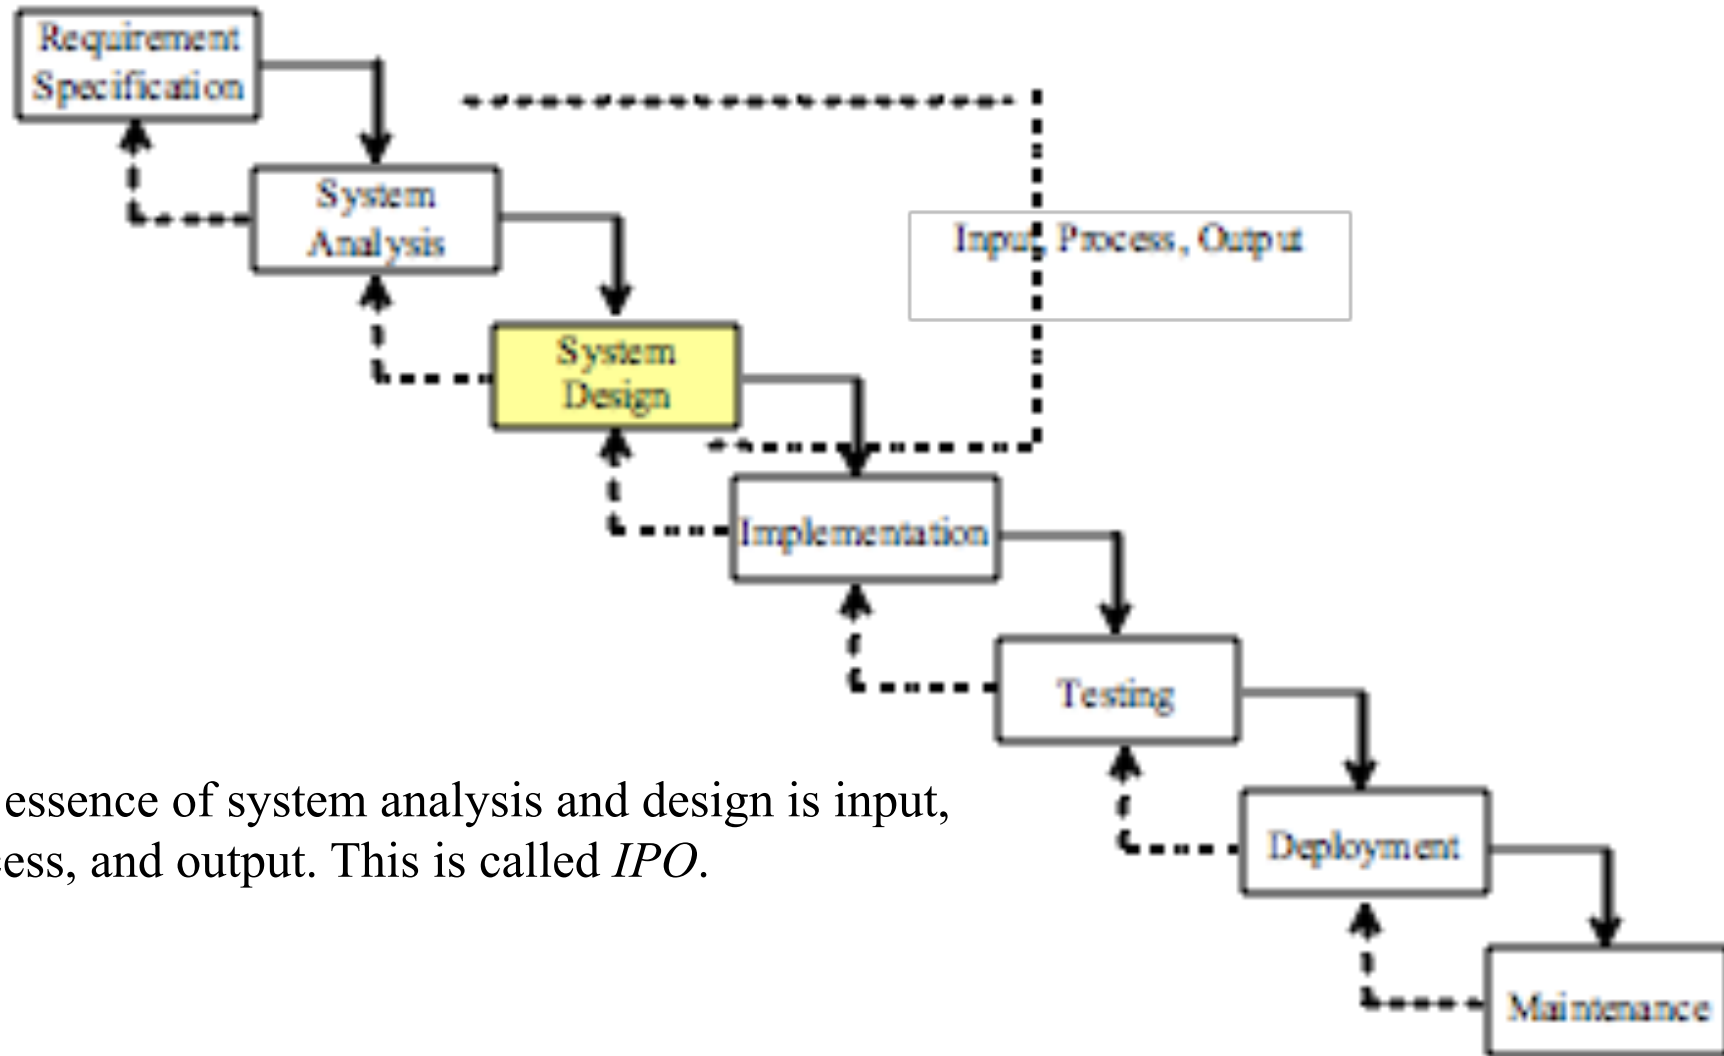 Requirement
Specification
System
Analysis
Input, Process, Output
System
Design
Implementation
Testing
essence of system analysis and design is input,
cess, and output. This is called IPO.
Deployment
Maintenance